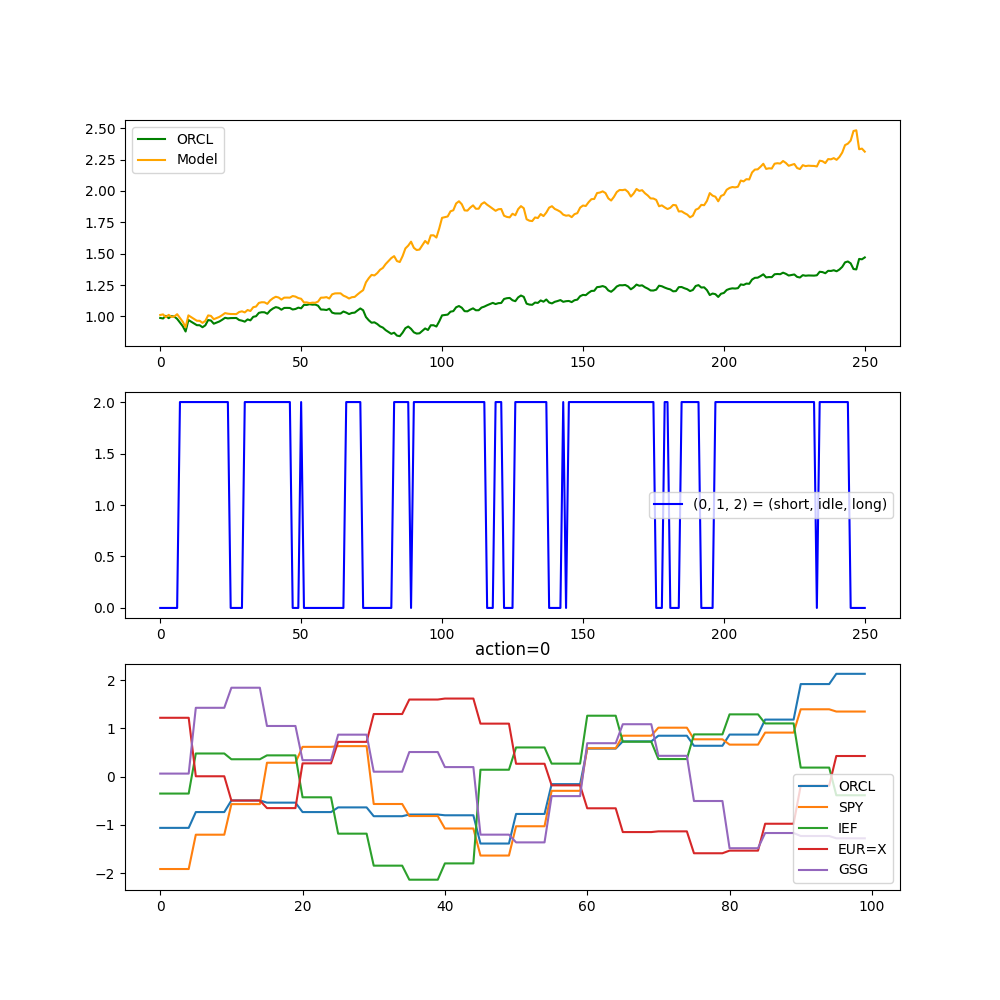 2.50
2.25
2.00
1.75
1.50
1.25
1.00
ORCL
Model
0 50 100 150 200 250
2.0
1.5
1.0
0.5
0.0
(0, 1, 2) = (short, idle, long)
0 50 100 150 200 250
action=0
2
1
0
−1
−2
ORCL
SPY
IEF
EUR=X
GSG
0 20 40 60 80 100